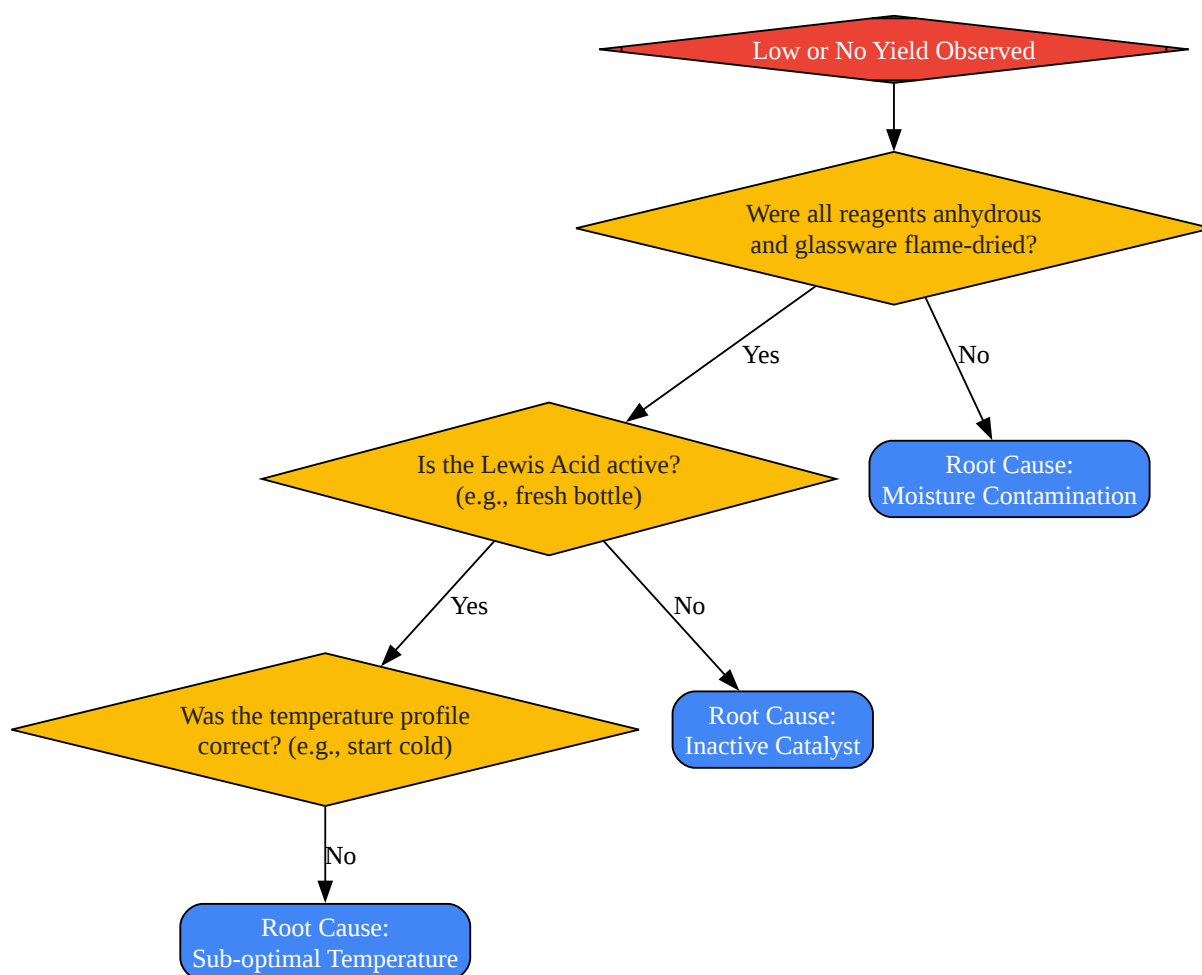 Low or No Yield Observed
Were all reagents anhydrous
and glassware flame-dried?
Yes
No
Is the Lewis Acid active?
(e.g., fresh bottle)
Root Cause:
Moisture Contamination
Yes
No
Was the temperature profile
correct? (e.g., start cold)
Root Cause:
Inactive Catalyst
No
Root Cause:
Sub-optimal Temperature